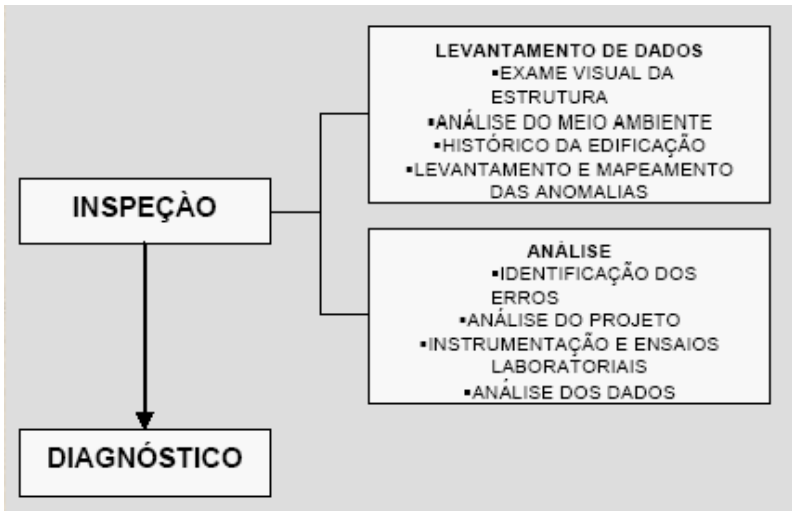 LEVANTAMENTO DE DADOS
▪EXAME VISUAL DA
ESTRUTURA
▪ANÁLISE DO MEIO AMBIENTE
▪HISTÓRICO DA EDIFICAÇÃO
▪LEVANTAMENTO E MAPEAMENTO
DAS ANOMALIAS
INSPEÇÀO
ANÁLISE
▪IDENTIFICAÇÃO DOS
ERROS
▪ANÁLISE DO PROJETO
▪INSTRUMENTAÇÃO E ENSAIOS
LABORATORIAIS
▪ANÁLISE DOS DADOS
DIAGNÓSTICO